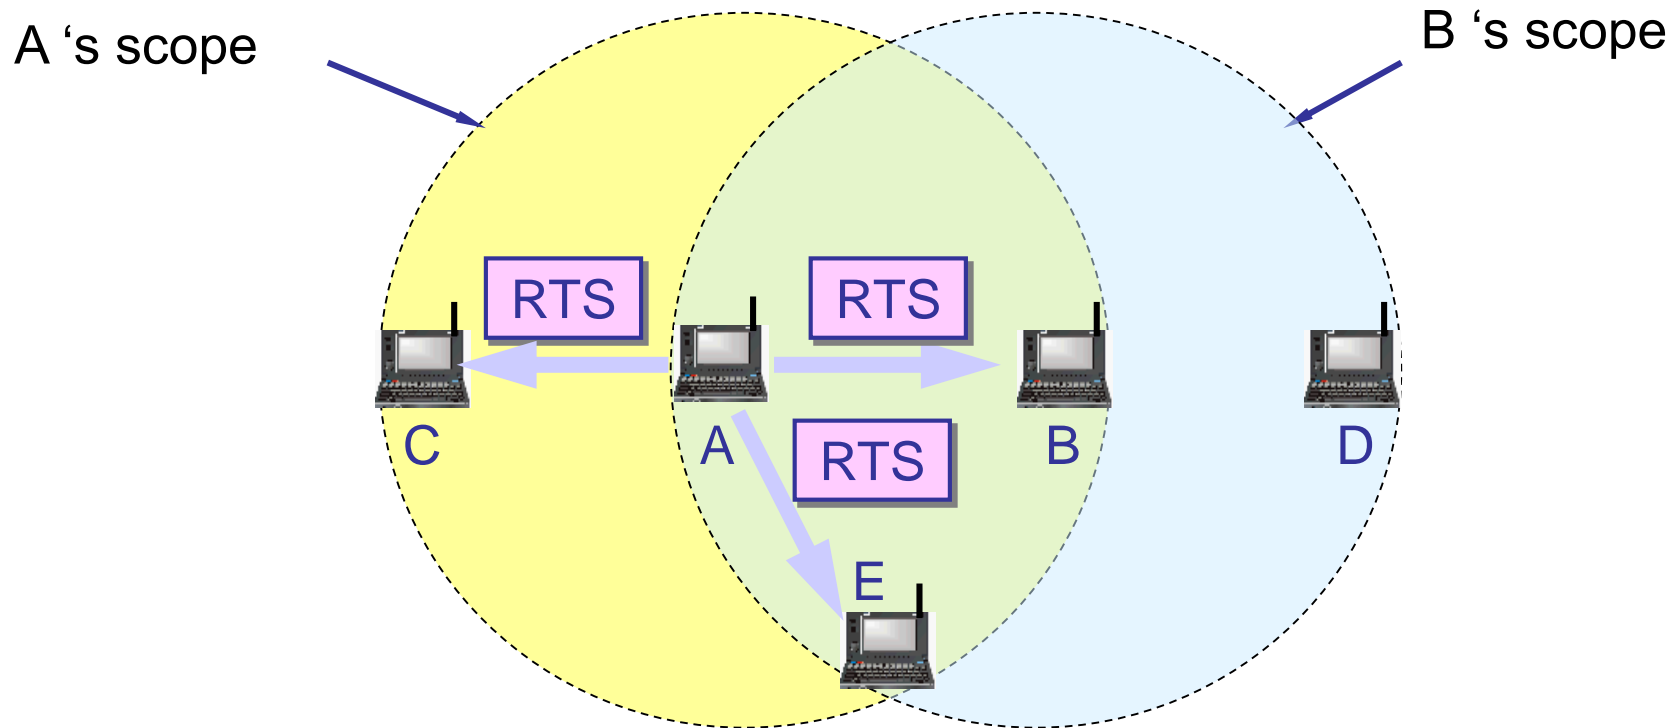 A ‘s scope
B ‘s scope
RTS
RTS
C
A
B
D
RTS
E